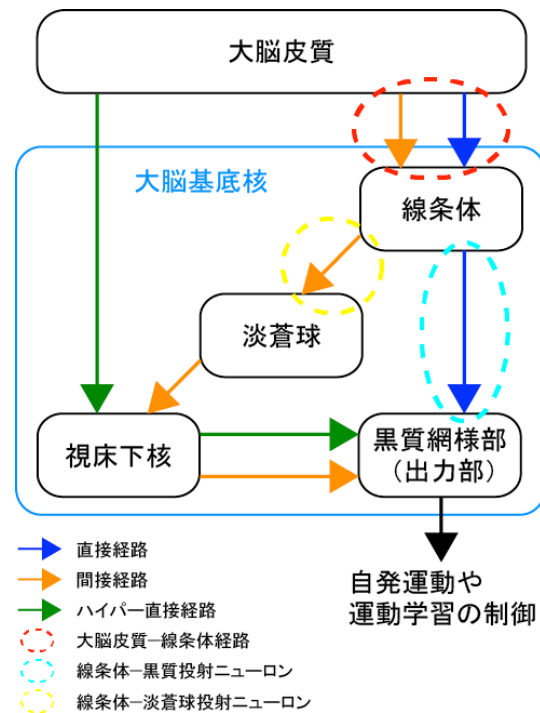 大脳皮質
大脳基底核
線条体
淡蒼球
視床下核
黒質網様部
（出力部）
自発運動や
運動学習の制御
直接経路
間接経路
ハイパー直接経路
大脳皮質－線条体経路
線条体－黒質投射ニューロン
線条体－淡蒼球投射ニューロン